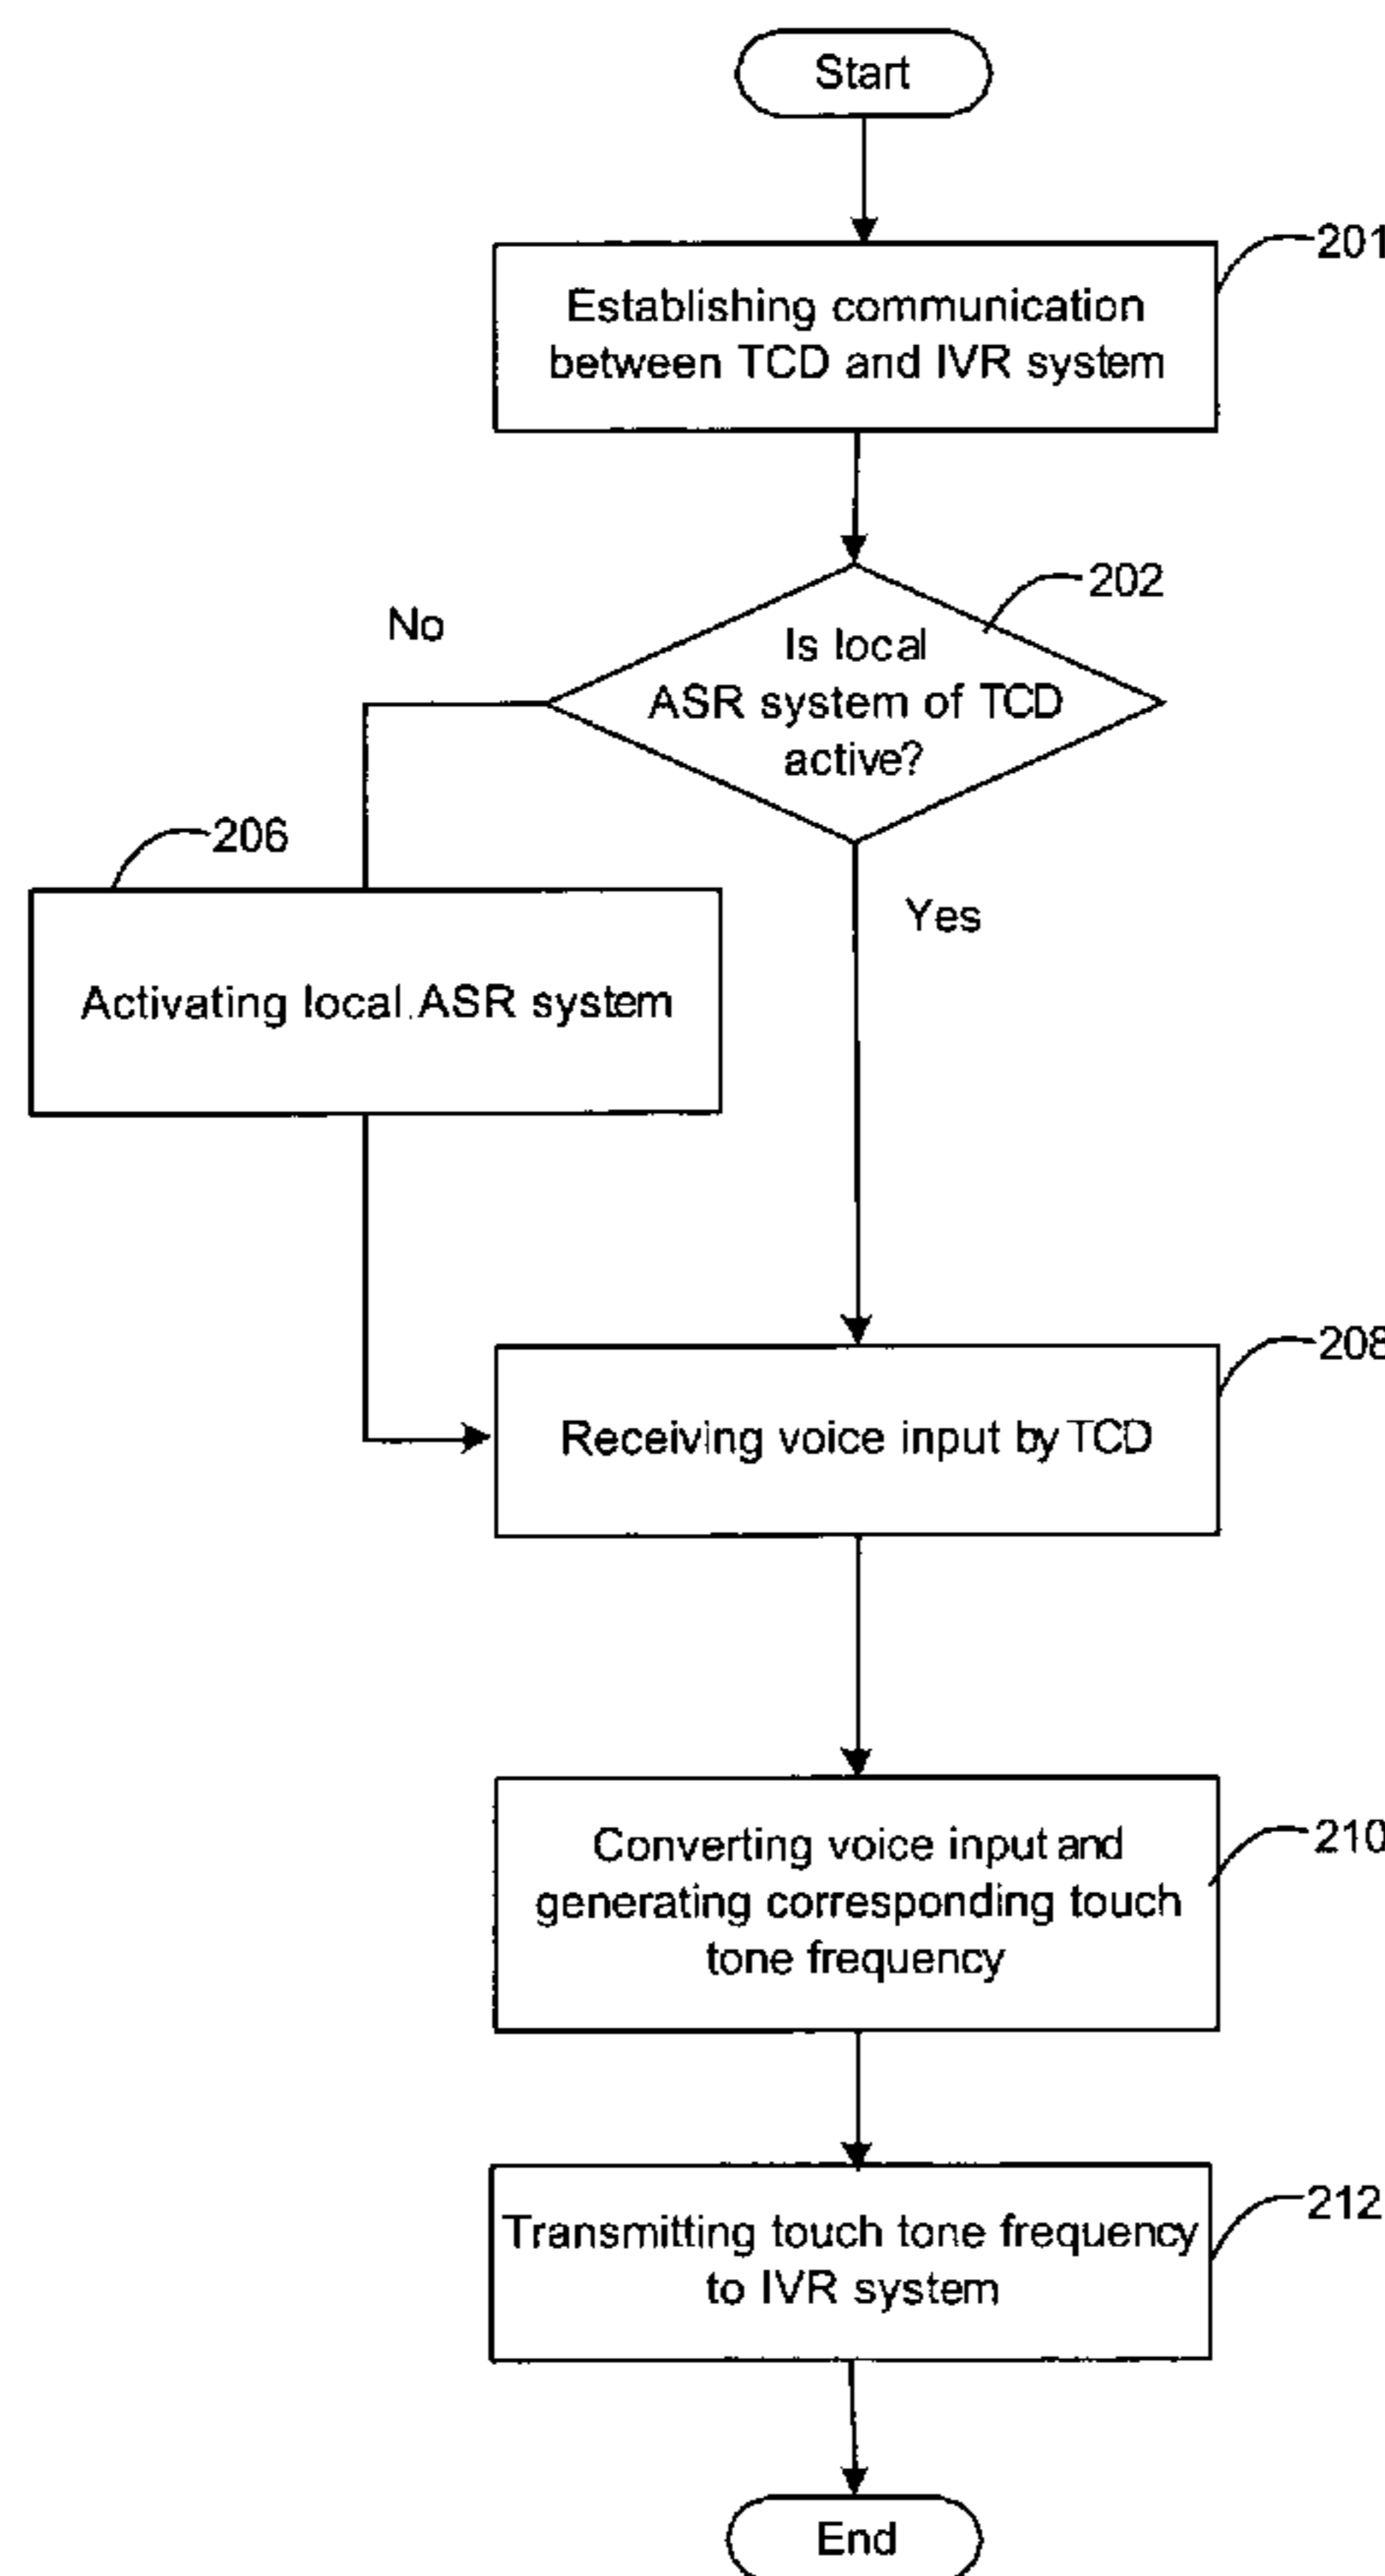 Start
201
Establishing communication
between TCD and IVR system
202
No
Is local
ASR system of TCD
active?
206
Yes
Activating local ASR system
208
Receiving voice input by TCD
210
Converting voice input and
generating corresponding touch
tone frequency
212
Transmitting touch tone frequency
to IVR system
End